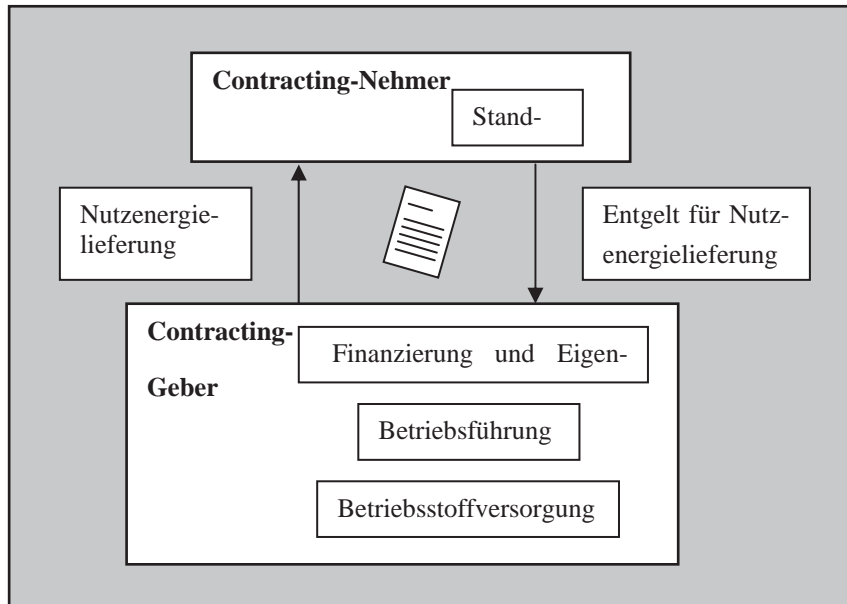 Contracting-Nehmer
Stand-
Nutzenergie-
lieferung
Entgelt für Nutz-
energielieferung
Contracting-
Geber
Finanzierung und Eigen-
Betriebsführung
Betriebsstoffversorgung